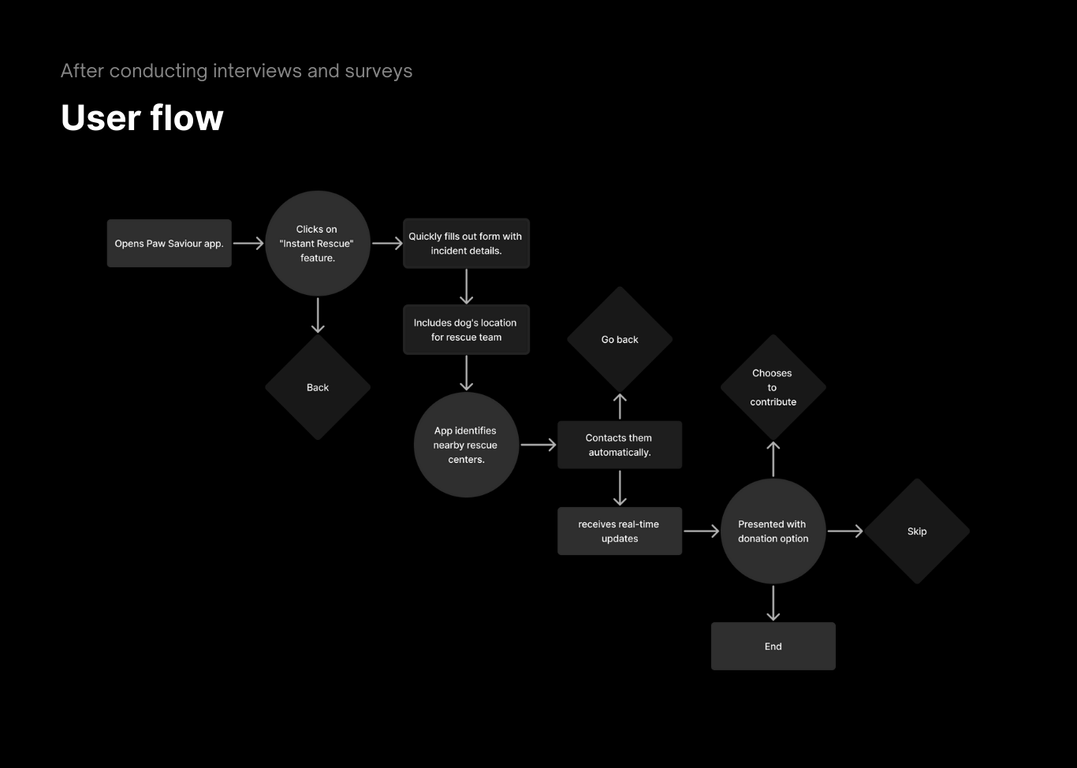 After conducting interviews and surveys
User flow
Opens Paw Saviour app.
Clicks on
"Instant Rescue"
feature.
Quickly fills out form with
incident details.
Back
Includes dog's location
for rescue team
App identifies
nearby rescue
centers.
Go back
Contacts them
automatically.
receives real-time
updates
Chooses
to
contribute
Presented with
donation option
Skip
End